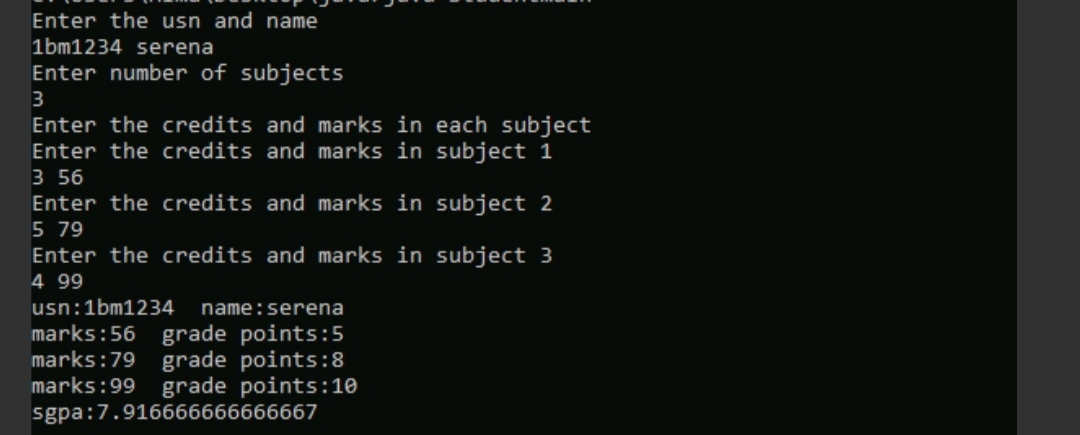 Enter the usn and name
1bm1234 serena
Enter number of subjects
3
Enter the credits and marks in each subject
Enter the credits and marks in subject 1
3 56
Enter the credits and marks in subject 2
5 79
Enter the credits and marks in subject 3
4 99
usn:1bm1234  name:serena
marks:56  grade points:5
marks:79  grade points:8
marks:99  grade points:10
sgpa:7.916666666666667